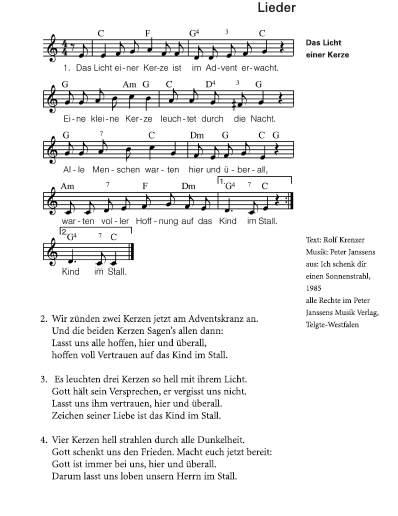 Lieder
Das Licht
einer Kerze
C F G4 3 C
1. Das Licht ei-ner Ker-ze ist im Ad-vent er-wacht.
G Am G C D4 3 G
Ei-ne klei-ne Ker-ze leuch-tet durch die Nacht.
G 7 C Dm G C G
Al-le Men-schen war-ten hier und ü-ber-all,
Am 7 F Dm 1. G4 7 C
war-ten vol-ler Hoff-nung auf das Kind im Stall.
2. G4 7 C
Kind im Stall.
Text: Rolf Krenzer
Musik: Peter Janssens
aus: Ich schenk dir
einen Sonnenstrahl,
1985
alle Rechte im Peter
Janssens Musik Verlag,
Telgte-Westfalen
2. Wir zünden zwei Kerzen jetzt am Adventskranz an.
Und die beiden Kerzen Sagen's allen dann:
Lasst uns alle hoffen, hier und überall,
hoffen voll Vertrauen auf das Kind im Stall.
3. Es leuchten drei Kerzen so hell mit ihrem Licht.
Gott hält sein Versprechen, er vergisst uns nicht.
Lasst uns ihm vertrauen, hier und überall.
Zeichen seiner Liebe ist das Kind im Stall.
4. Vier Kerzen hell strahlen durch alle Dunkelheit.
Gott schenkt uns den Frieden. Macht euch jetzt bereit:
Gott ist immer bei uns, hier und überall.
Darum lasst uns loben unsern Herrn im Stall.